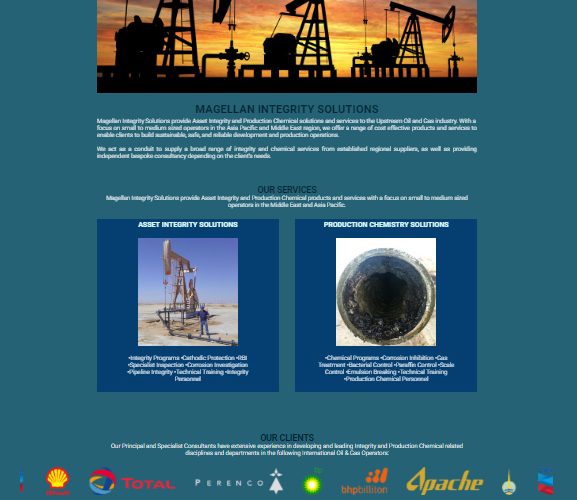 MAGELLAN INTEGRITY SOLUTIONS
Magellan Integrity Solutions provide Asset Integrity and Production Chemical solutions and services to the Upstream Oil and Gas industry. With a
focus on small to medium sized operators in the Asia Pacific and Middle East region, we offer a range of cost effective products and services to
enable clients to build sustainable, safe, and reliable development and production operations.
We act as a conduit to supply a broad range of integrity and chemical services from established regional suppliers, as well as providing
independent bespoke consultancy depending on the client's needs.
OUR SERVICES
Magellan Integrity Solutions provide Asset Integrity and Production Chemical products and services with a focus on small to medium sized
operators in the Middle East and Asia Pacific.
ASSET INTEGRITY SOLUTIONS
•Integrity Programs •Cathodic Protection •RBI
•Specialist Inspection •Corrosion Investigation
•Pipeline Integrity •Technical Training •Integrity
Personnel
PRODUCTION CHEMISTRY SOLUTIONS
•Chemical Programs •Corrosion Inhibition •Gas
Treatment •Bacterial Control •Paraffin Control •Scale
Control •Emulsion Breaking •Technical Training
•Production Chemical Personnel
OUR CLIENTS
Our Principal and Specialist Consultants have extensive experience in developing and leading Integrity and Production Chemical related
disciplines and departments in the following International Oil & Gas Operators:
Shell
TOTAL
PERENCO
bp
bhpbilliton
Apache